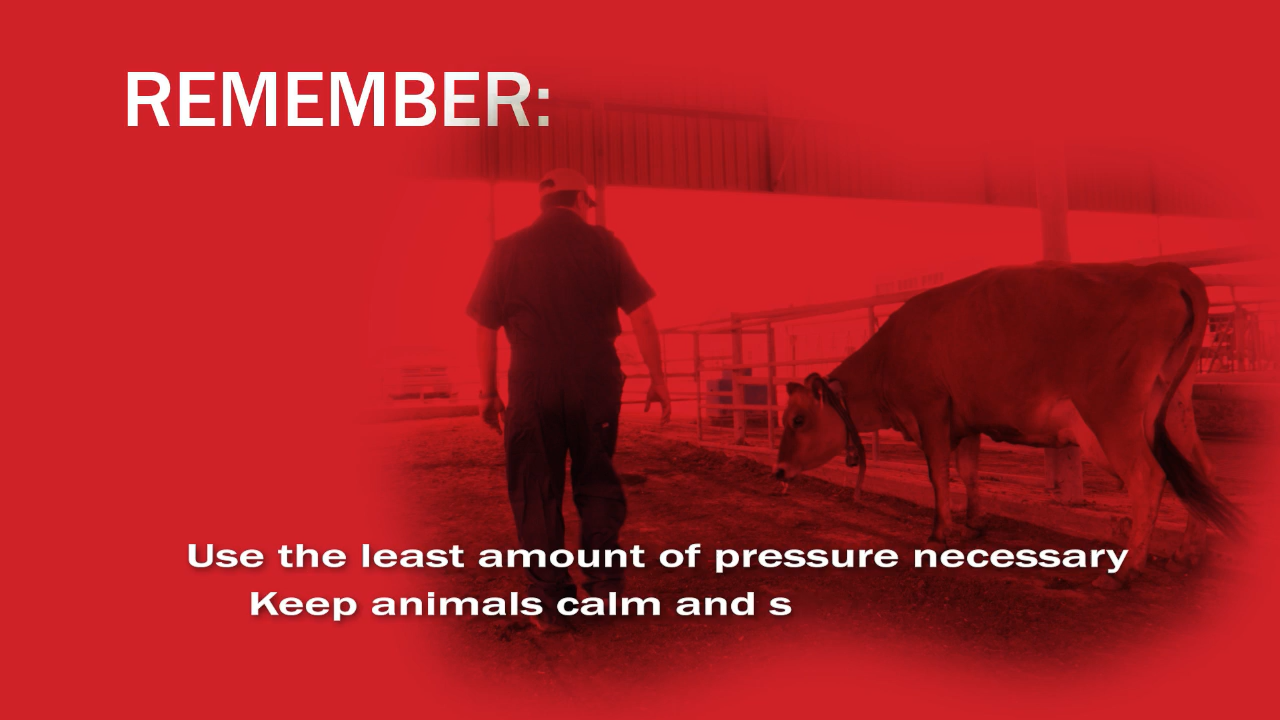 REMEMBER:
Use the least amount of pressure necessary
Keep animals calm and s